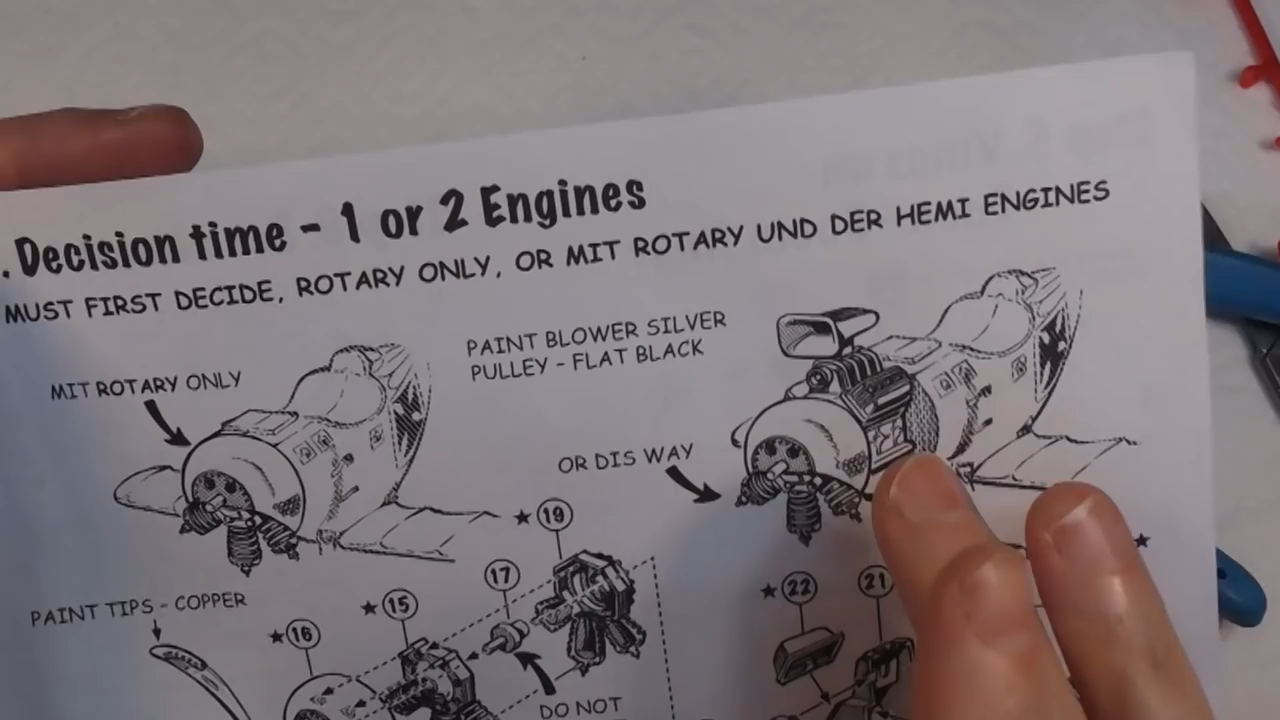 . Decision time - 1 or 2 Engines
MUST FIRST DECIDE, ROTARY ONLY, OR MIT ROTARY UND DER HEMI ENGINES
MIT ROTARY ONLY
PAINT BLOWER SILVER
PULLEY - FLAT BLACK
OR DIS WAY
PAINT TIPS - COPPER
★ 16
★ 15
17
★ 19
★ 22
21
★
DO NOT